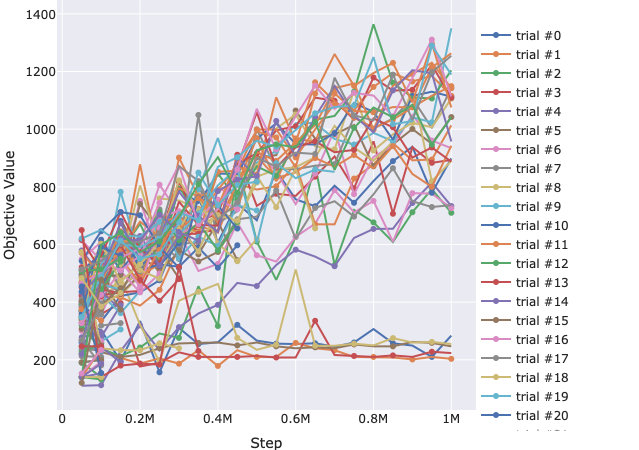 1400
1200
1000
800
600
400
200
Objective Value
0
0.2M
0.4M
0.6M
0.8M
1M
Step
trial #0
trial #1
trial #2
trial #3
trial #4
trial #5
trial #6
trial #7
trial #8
trial #9
trial #10
trial #11
trial #12
trial #13
trial #14
trial #15
trial #16
trial #17
trial #18
trial #19
trial #20